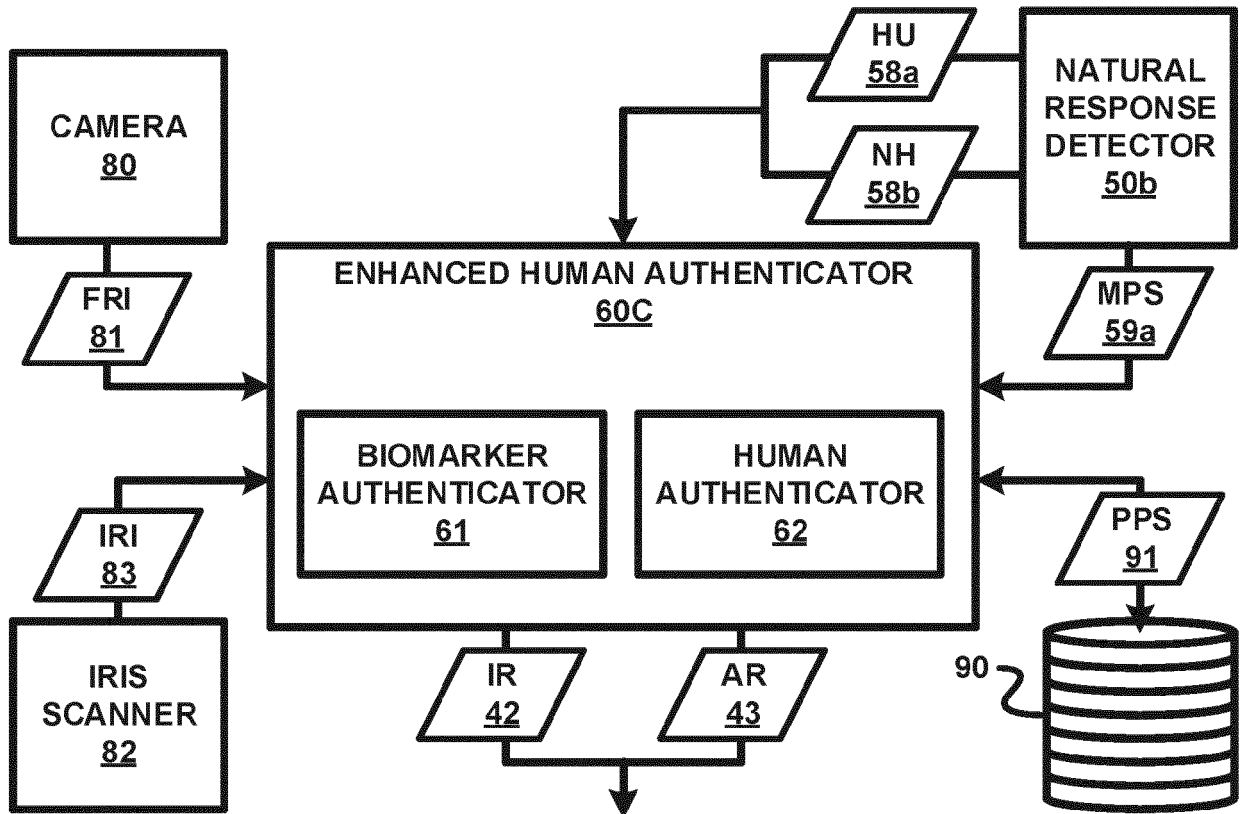 CAMERA
80
FRI
81
HU
58a
NH
58b
NATURAL
RESPONSE
DETECTOR
50b
MPS
59a
ENHANCED HUMAN AUTHENTICATOR
60C
BIOMARKER
AUTHENTICATOR
61
HUMAN
AUTHENTICATOR
62
IRI
83
IRIS
SCANNER
82
PPS
91
90
IR
42
AR
43